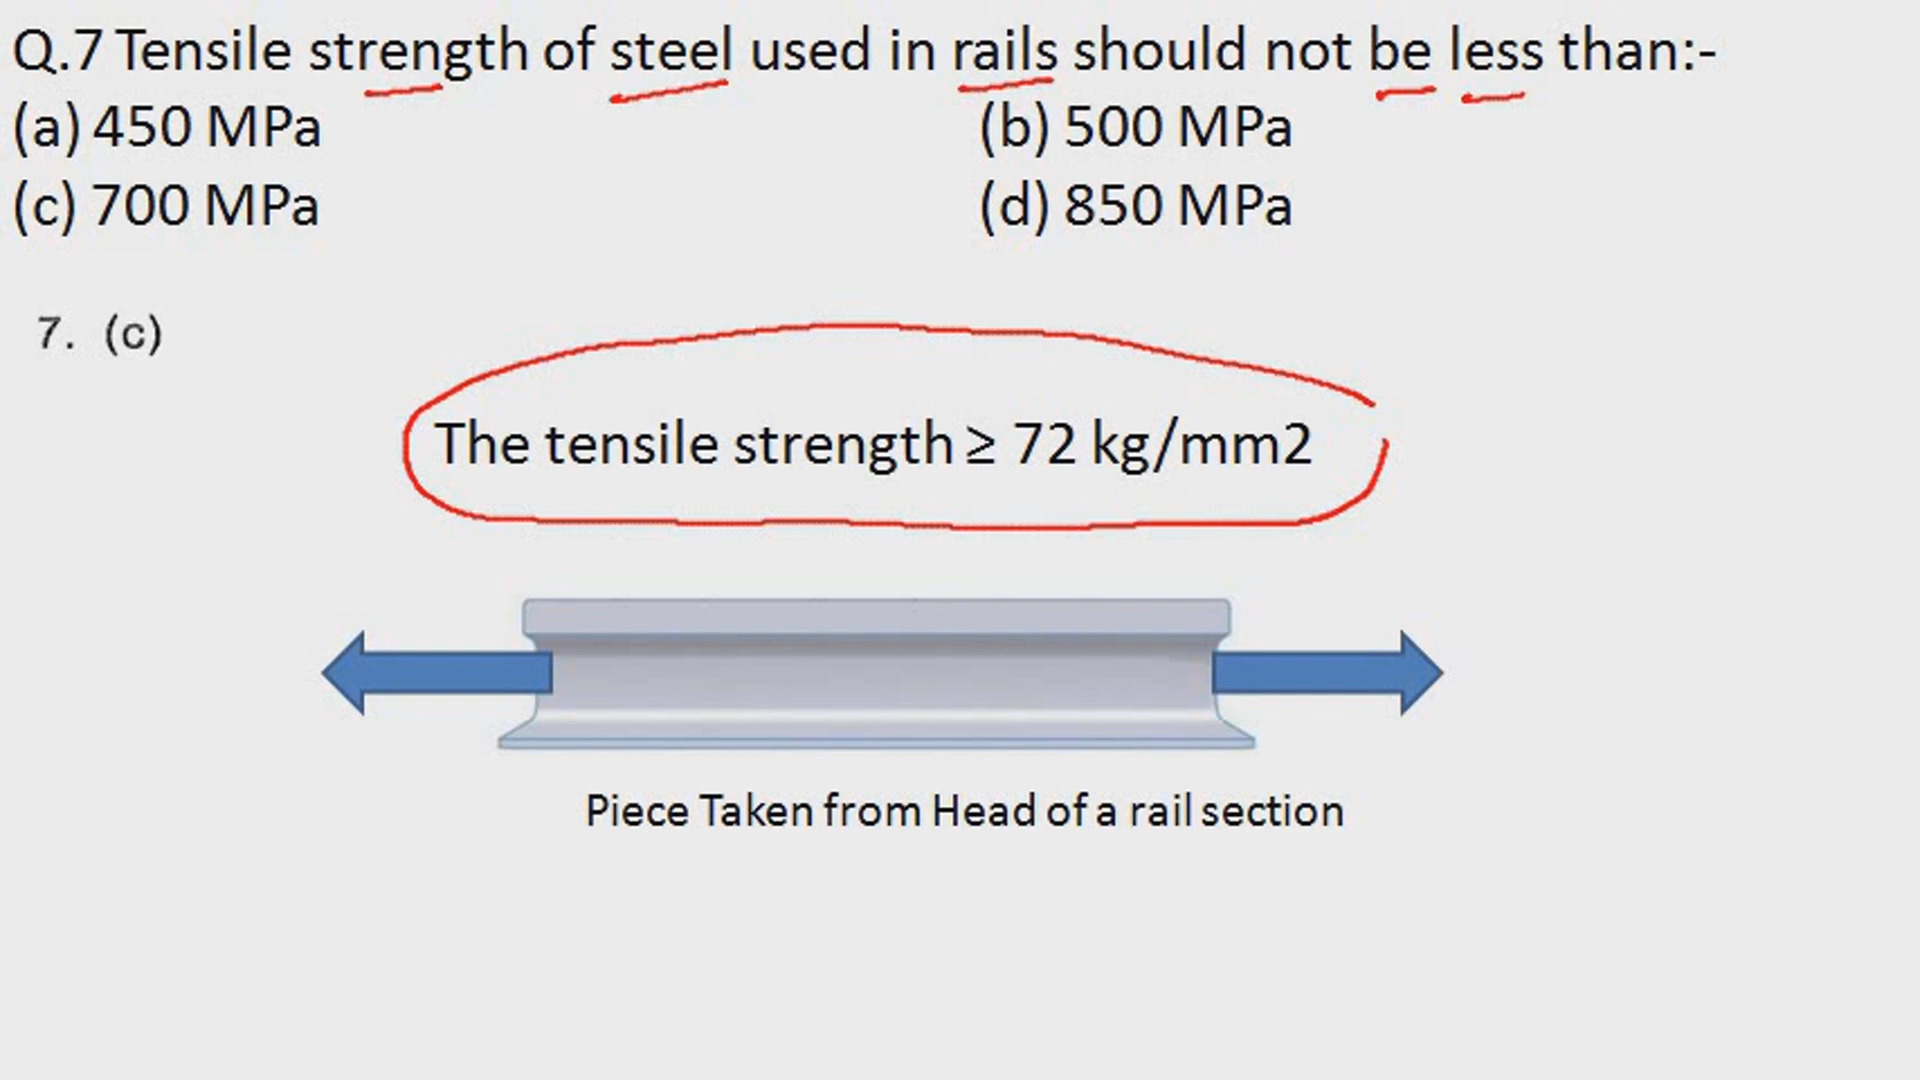 Q.7 Tensile strength of steel used in rails should not be less than:-
(a) 450 MPa (b) 500 MPa
(c) 700 MPa (d) 850 MPa
7. (c)
The tensile strength ≥ 72 kg/mm2
Piece Taken from Head of a rail section